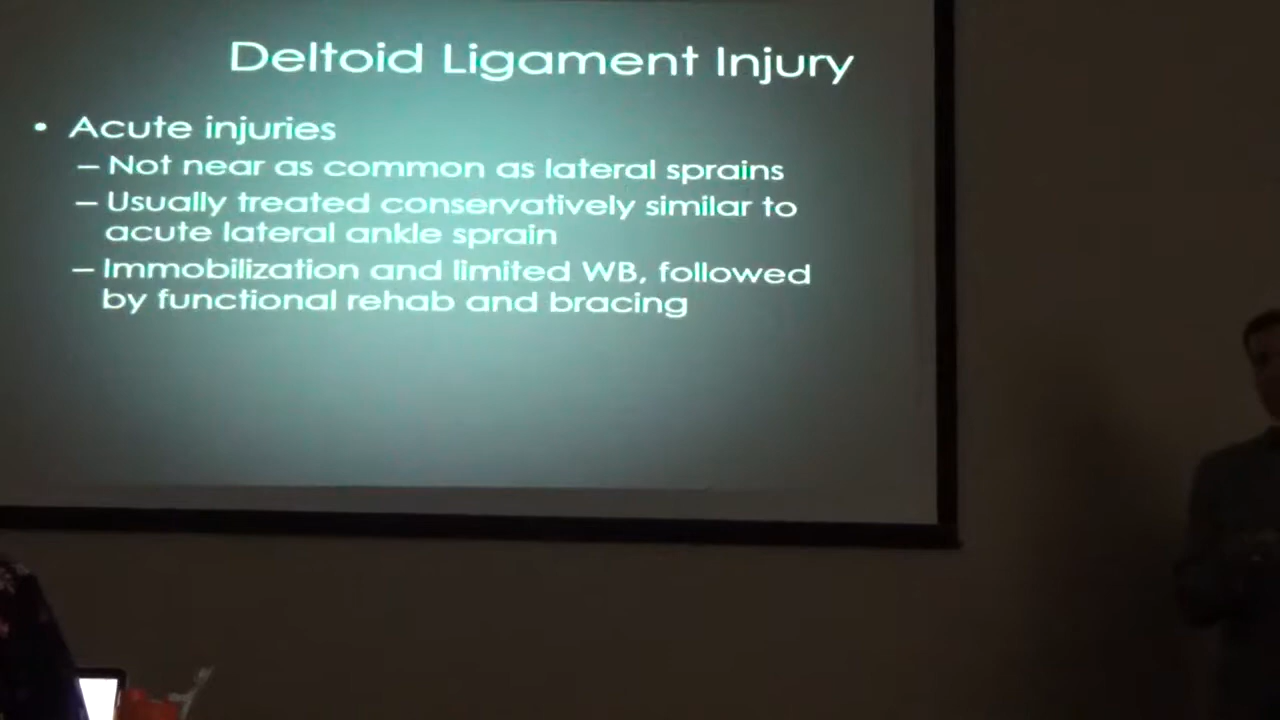 Deltoid Ligament Injury
• Acute injuries
– Not near as common as lateral sprains
– Usually treated conservatively similar to
acute lateral ankle sprain
– Immobilization and limited WB, followed
by functional rehab and bracing